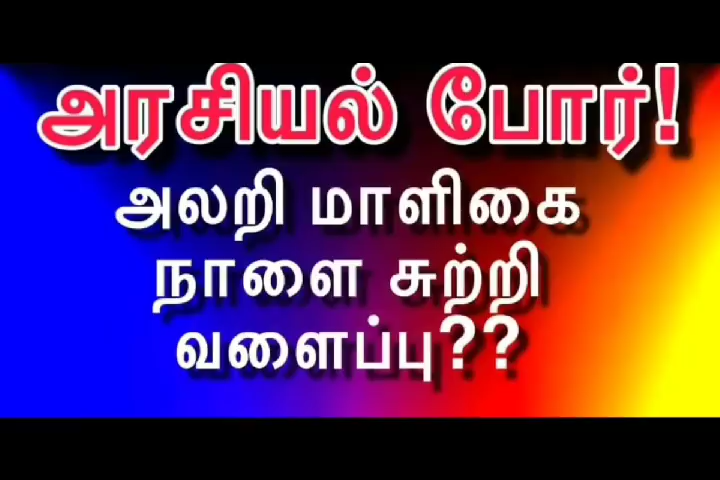 அரசியல் போர்!
அலறி மாளிகை
நாளை சுற்றி
வளைப்பு??